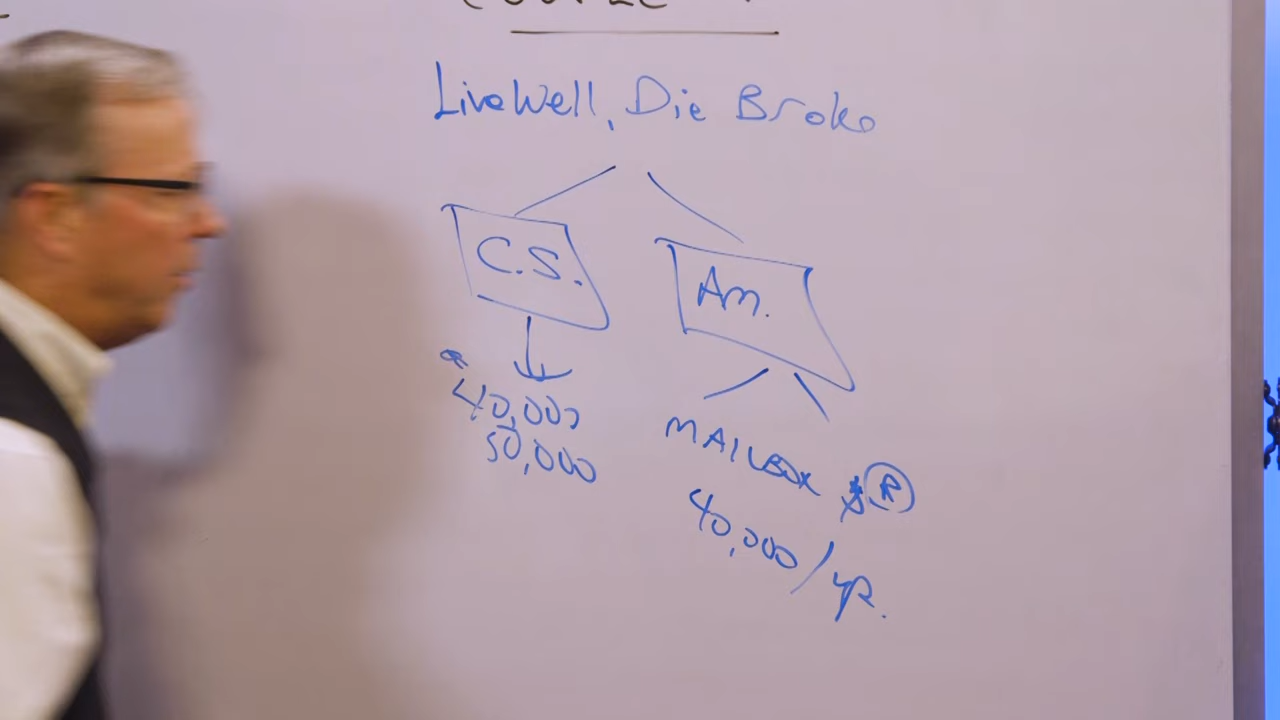 Live Well, Die Broke
C.S.
Am.
40,000
50,000
MAILBOX $ R
40,000/yr.